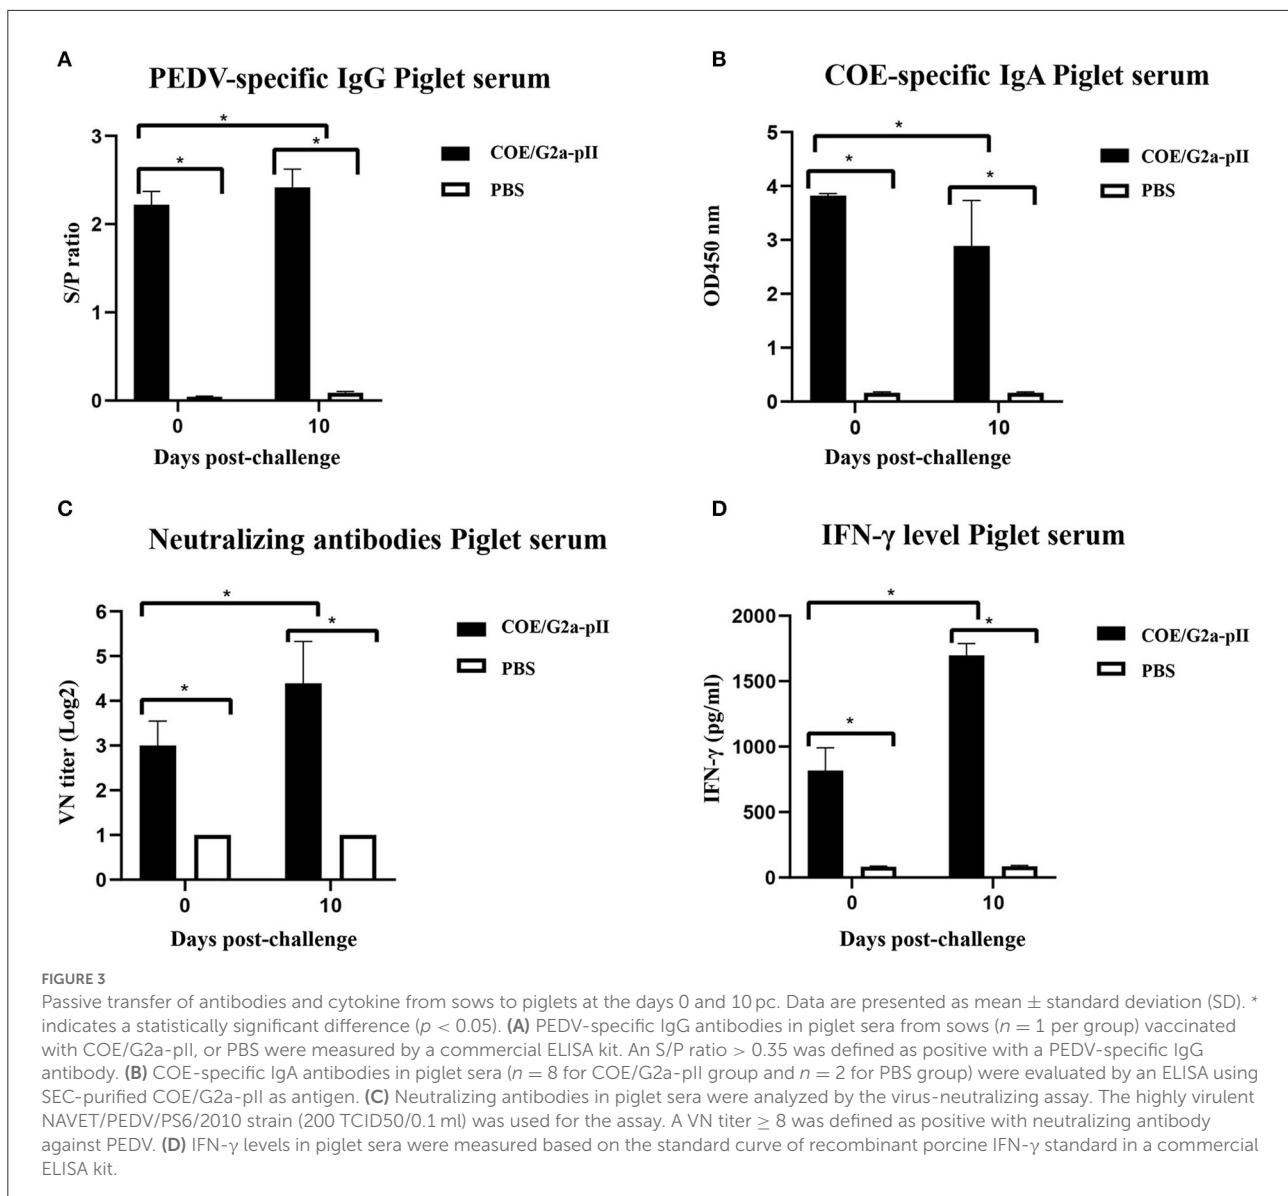 A
PEDV-specific IgG Piglet serum
*
*
*
3
2
1
0
S/P ratio
0
10
Days post-challenge
COE/G2a-pII
PBS
B
COE-specific IgA Piglet serum
*
*
*
5
4
3
2
1
0
OD450 nm
0
10
Days post-challenge
COE/G2a-pII
PBS
C
Neutralizing antibodies Piglet serum
*
*
*
6
5
4
3
2
1
0
VN titer (Log2)
0
10
Days post-challenge
COE/G2a-pII
PBS
D
IFN-γ level Piglet serum
*
*
*
2000
1500
1000
500
0
IFN-γ (pg/ml)
0
10
Days post-challenge
COE/G2a-pII
PBS
FIGURE 3
Passive transfer of antibodies and cytokine from sows to piglets at the days 0 and 10 pc. Data are presented as mean ± standard deviation (SD). *
indicates a statistically significant difference (p < 0.05). (A) PEDV-specific IgG antibodies in piglet sera from sows (n = 1 per group) vaccinated
with COE/G2a-pII, or PBS were measured by a commercial ELISA kit. An S/P ratio > 0.35 was defined as positive with a PEDV-specific IgG
antibody. (B) COE-specific IgA antibodies in piglet sera (n = 8 for COE/G2a-pII group and n = 2 for PBS group) were evaluated by an ELISA using
SEC-purified COE/G2a-pII as antigen. (C) Neutralizing antibodies in piglet sera were analyzed by the virus-neutralizing assay. The highly virulent
NAVET/PEDV/PS6/2010 strain (200 TCID50/0.1 ml) was used for the assay. A VN titer ≥ 8 was defined as positive with neutralizing antibody
against PEDV. (D) IFN-γ levels in piglet sera were measured based on the standard curve of recombinant porcine IFN-γ standard in a commercial
ELISA kit.